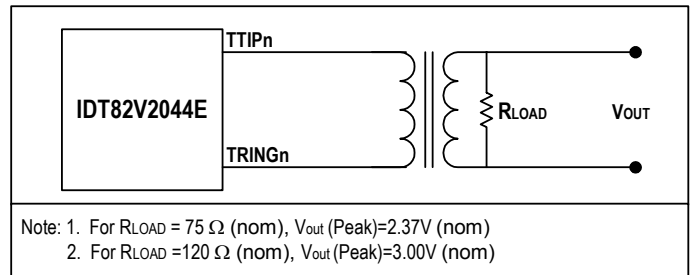 TTIPn
IDT82V2044E
RLOAD
VOUT
TRINGn
Note: 1. For RLOAD = 75 Ω (nom), Vout (Peak)=2.37V (nom)
2. For RLOAD =120 Ω (nom), Vout (Peak)=3.00V (nom)